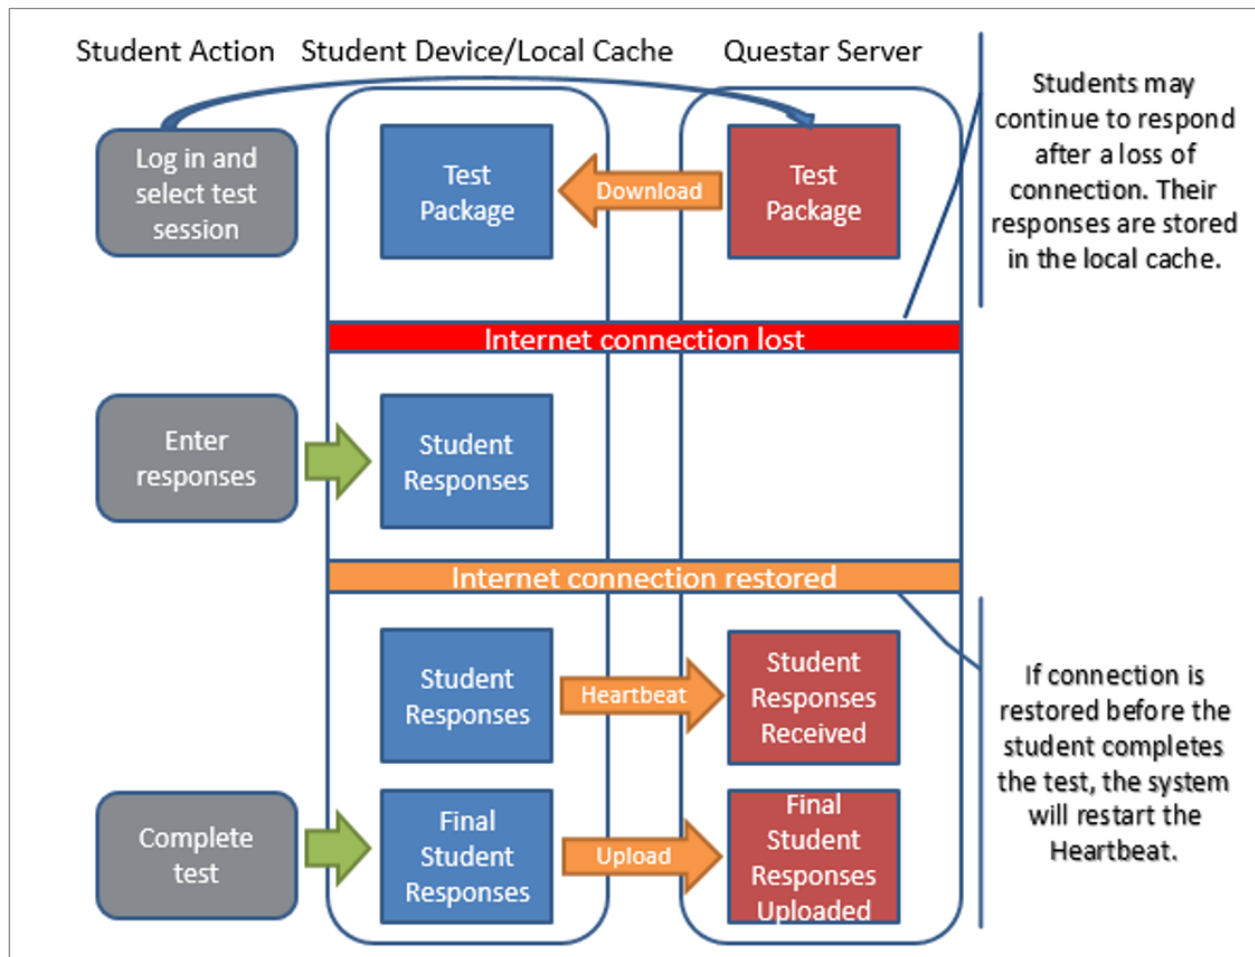 Student Action
Student Device/Local Cache
Questar Server
Log in and
select test
session
Test
Package
Download
Test
Package
Students may
continue to respond
after a loss of
connection. Their
responses are stored
in the local cache.
Internet connection lost
Enter
responses
Student
Responses
Internet connection restored
Student
Responses
Heartbeat
Student
Responses
Received
If connection is
restored before the
student completes
the test, the system
will restart the
Heartbeat.
Complete
test
Final
Student
Responses
Upload
Final
Student
Responses
Uploaded